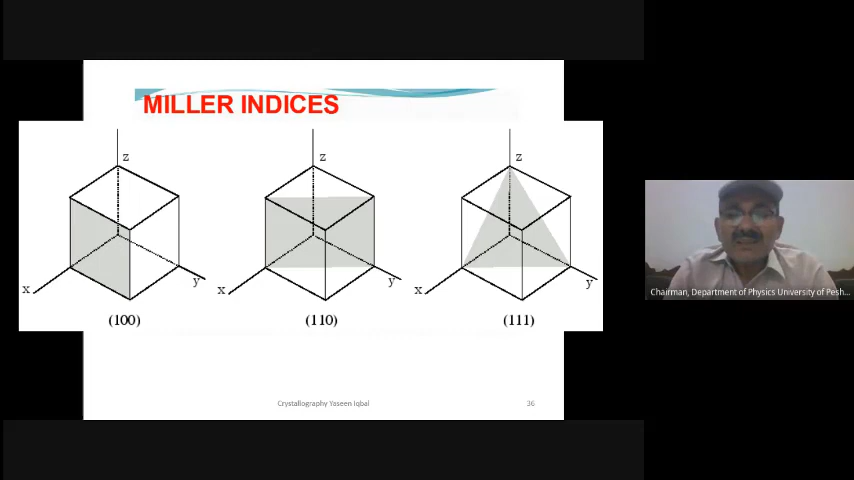 MILLER INDICES
z
z
z
x
y
x
y
x
y
(100)
(110)
(111)
Chairman, Department of Physics University of Pesh...
Crystallography Yaseen Iqbal
36